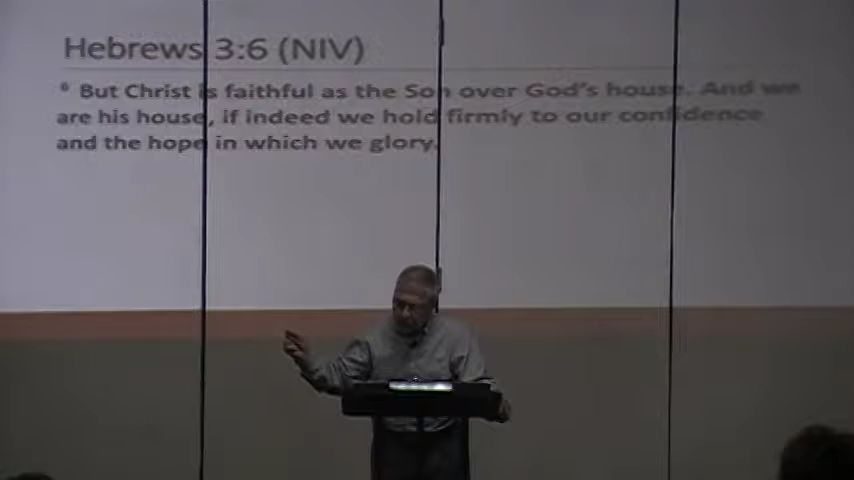 Hebrews 3:6 (NIV)
6 But Christ is faithful as the Son over God's house. And we
are his house, if indeed we hold firmly to our confidence
and the hope in which we glory.